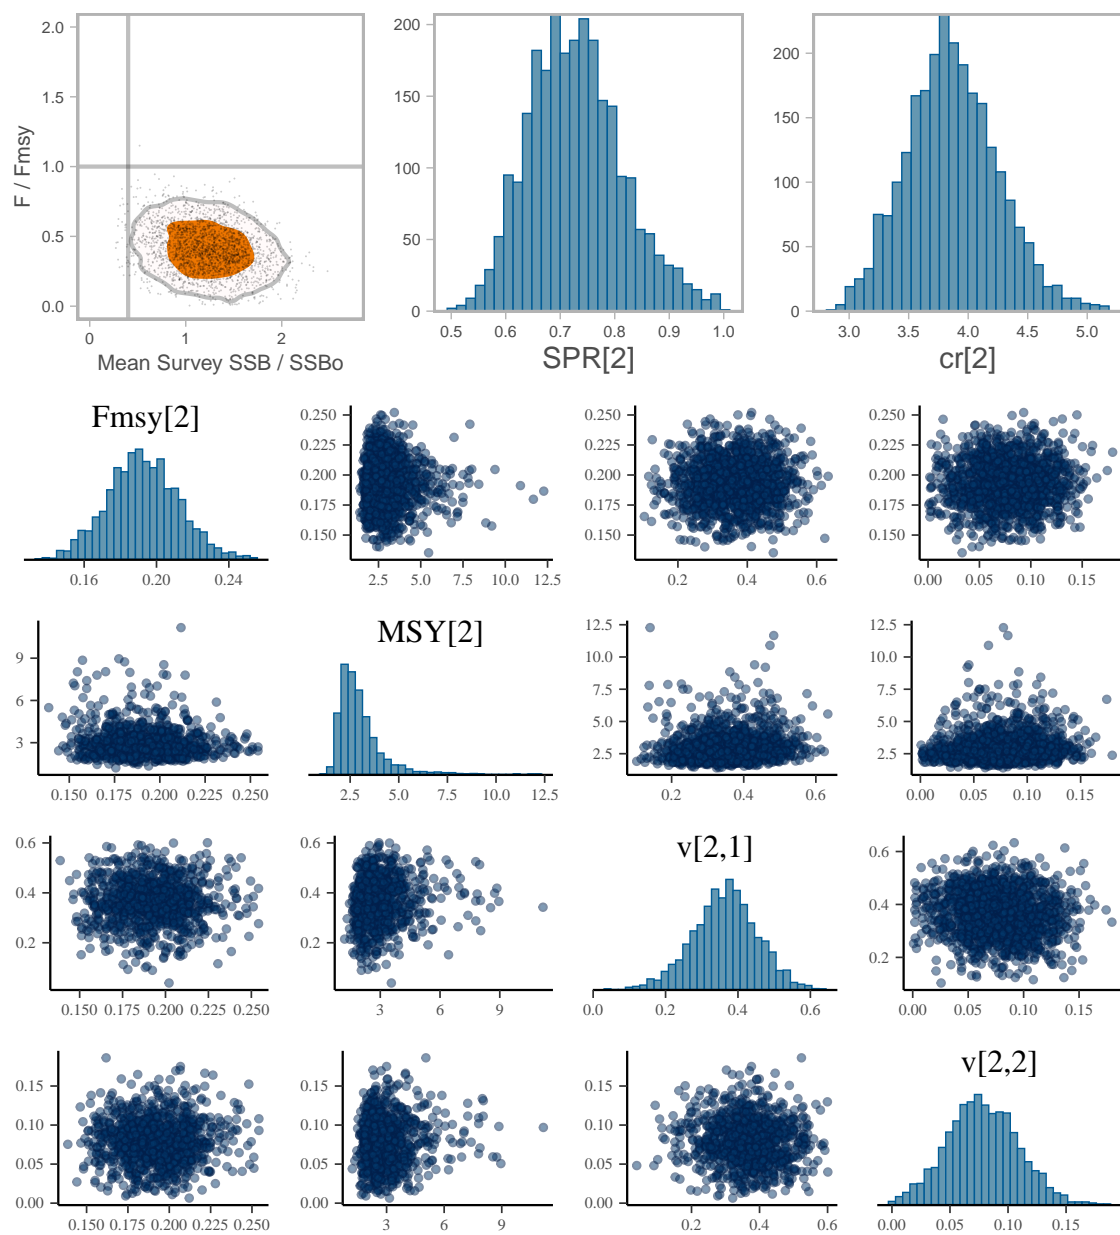 2.0
1.5
1.0
0.5
0.0
F / Fmsy
0 1 2
Mean Survey SSB / SSBo
200
150
100
50
0
0.5 0.6 0.7 0.8 0.9 1.0
SPR[2]
200
150
100
50
0
3.0 3.5 4.0 4.5 5.0
cr[2]
Fmsy[2]
0.16 0.20 0.24
0.250
0.225
0.200
0.175
0.150
2.5 5.0 7.5 10.0 12.5
0.250
0.225
0.200
0.175
0.150
0.2 0.4 0.6
0.250
0.225
0.200
0.175
0.150
0.00 0.05 0.10 0.15
9
6
3
0.150 0.175 0.200 0.225 0.250
MSY[2]
2.5 5.0 7.5 10.0 12.5
12.5
10.0
7.5
5.0
2.5
0.2 0.4 0.6
12.5
10.0
7.5
5.0
2.5
0.00 0.05 0.10 0.15
0.6
0.4
0.2
0.150 0.175 0.200 0.225 0.250
0.6
0.4
0.2
3 6 9
v[2,1]
0.0 0.2 0.4 0.6
0.6
0.4
0.2
0.00 0.05 0.10 0.15
0.15
0.10
0.05
0.00
0.150 0.175 0.200 0.225 0.250
0.15
0.10
0.05
0.00
3 6 9
0.15
0.10
0.05
0.00
0.2 0.4 0.6
v[2,2]
0.00 0.05 0.10 0.15